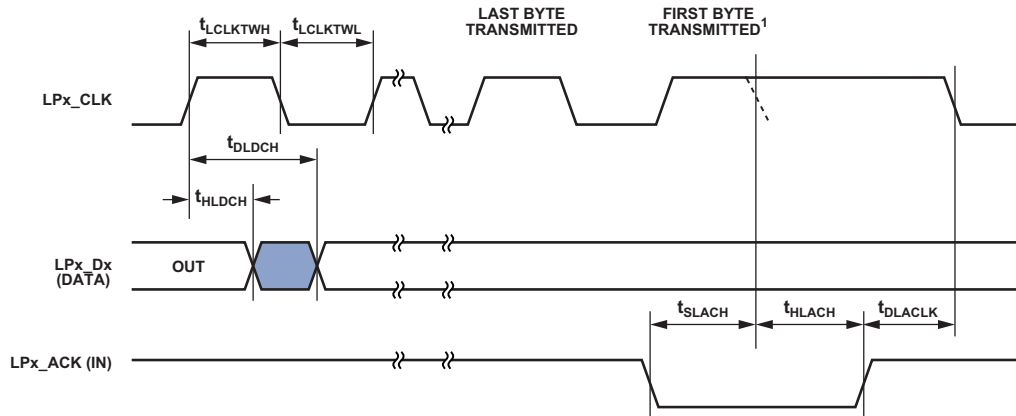 LAST BYTE
TRANSMITTED
FIRST BYTE
TRANSMITTED1
tLCLKTWH
tLCLKTWL
LPx_CLK
tDLDCH
tHLDCH
LPx_Dx
(DATA)
OUT
tSLACH
tHLACH
tDLACLK
LPx_ACK (IN)